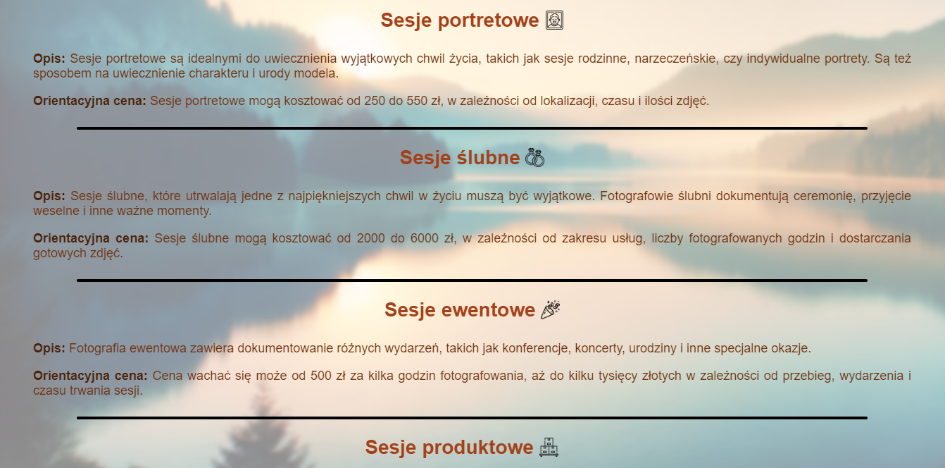 Sesje portretowe
Opis: Sesje portretowe są idealnymi do uwiecznienia wyjątkowych chwil życia, takich jak sesje rodzinne, narzeczeńskie, czy indywidualne portrety. Są też
sposobem na uwiecznienie charakteru i urody modela.
Orientacyjna cena: Sesje portretowe mogą kosztować od 250 do 550 zł, w zależności od lokalizacji, czasu i ilości zdjęć.
Sesje ślubne
Opis: Sesje ślubne, które utrwalają jedne z najpiękniejszych chwil w życiu muszą być wyjątkowe. Fotografowie ślubni dokumentują ceremonię, przyjęcie
weselne i inne ważne momenty.
Orientacyjna cena: Sesje ślubne mogą kosztować od 2000 do 6000 zł, w zależności od zakresu usług, liczby fotografowanych godzin i dostarczania
gotowych zdjęć.
Sesje ewentowe
Opis: Fotografia ewentowa zawiera dokumentowanie różnych wydarzeń, takich jak konferencje, koncerty, urodziny i inne specjalne okazje.
Orientacyjna cena: Cena wachać się może od 500 zł za kilka godzin fotografowania, aż do kilku tysięcy złotych w zależności od przebieg, wydarzenia i
czasu trwania sesji.
Sesje produktowe